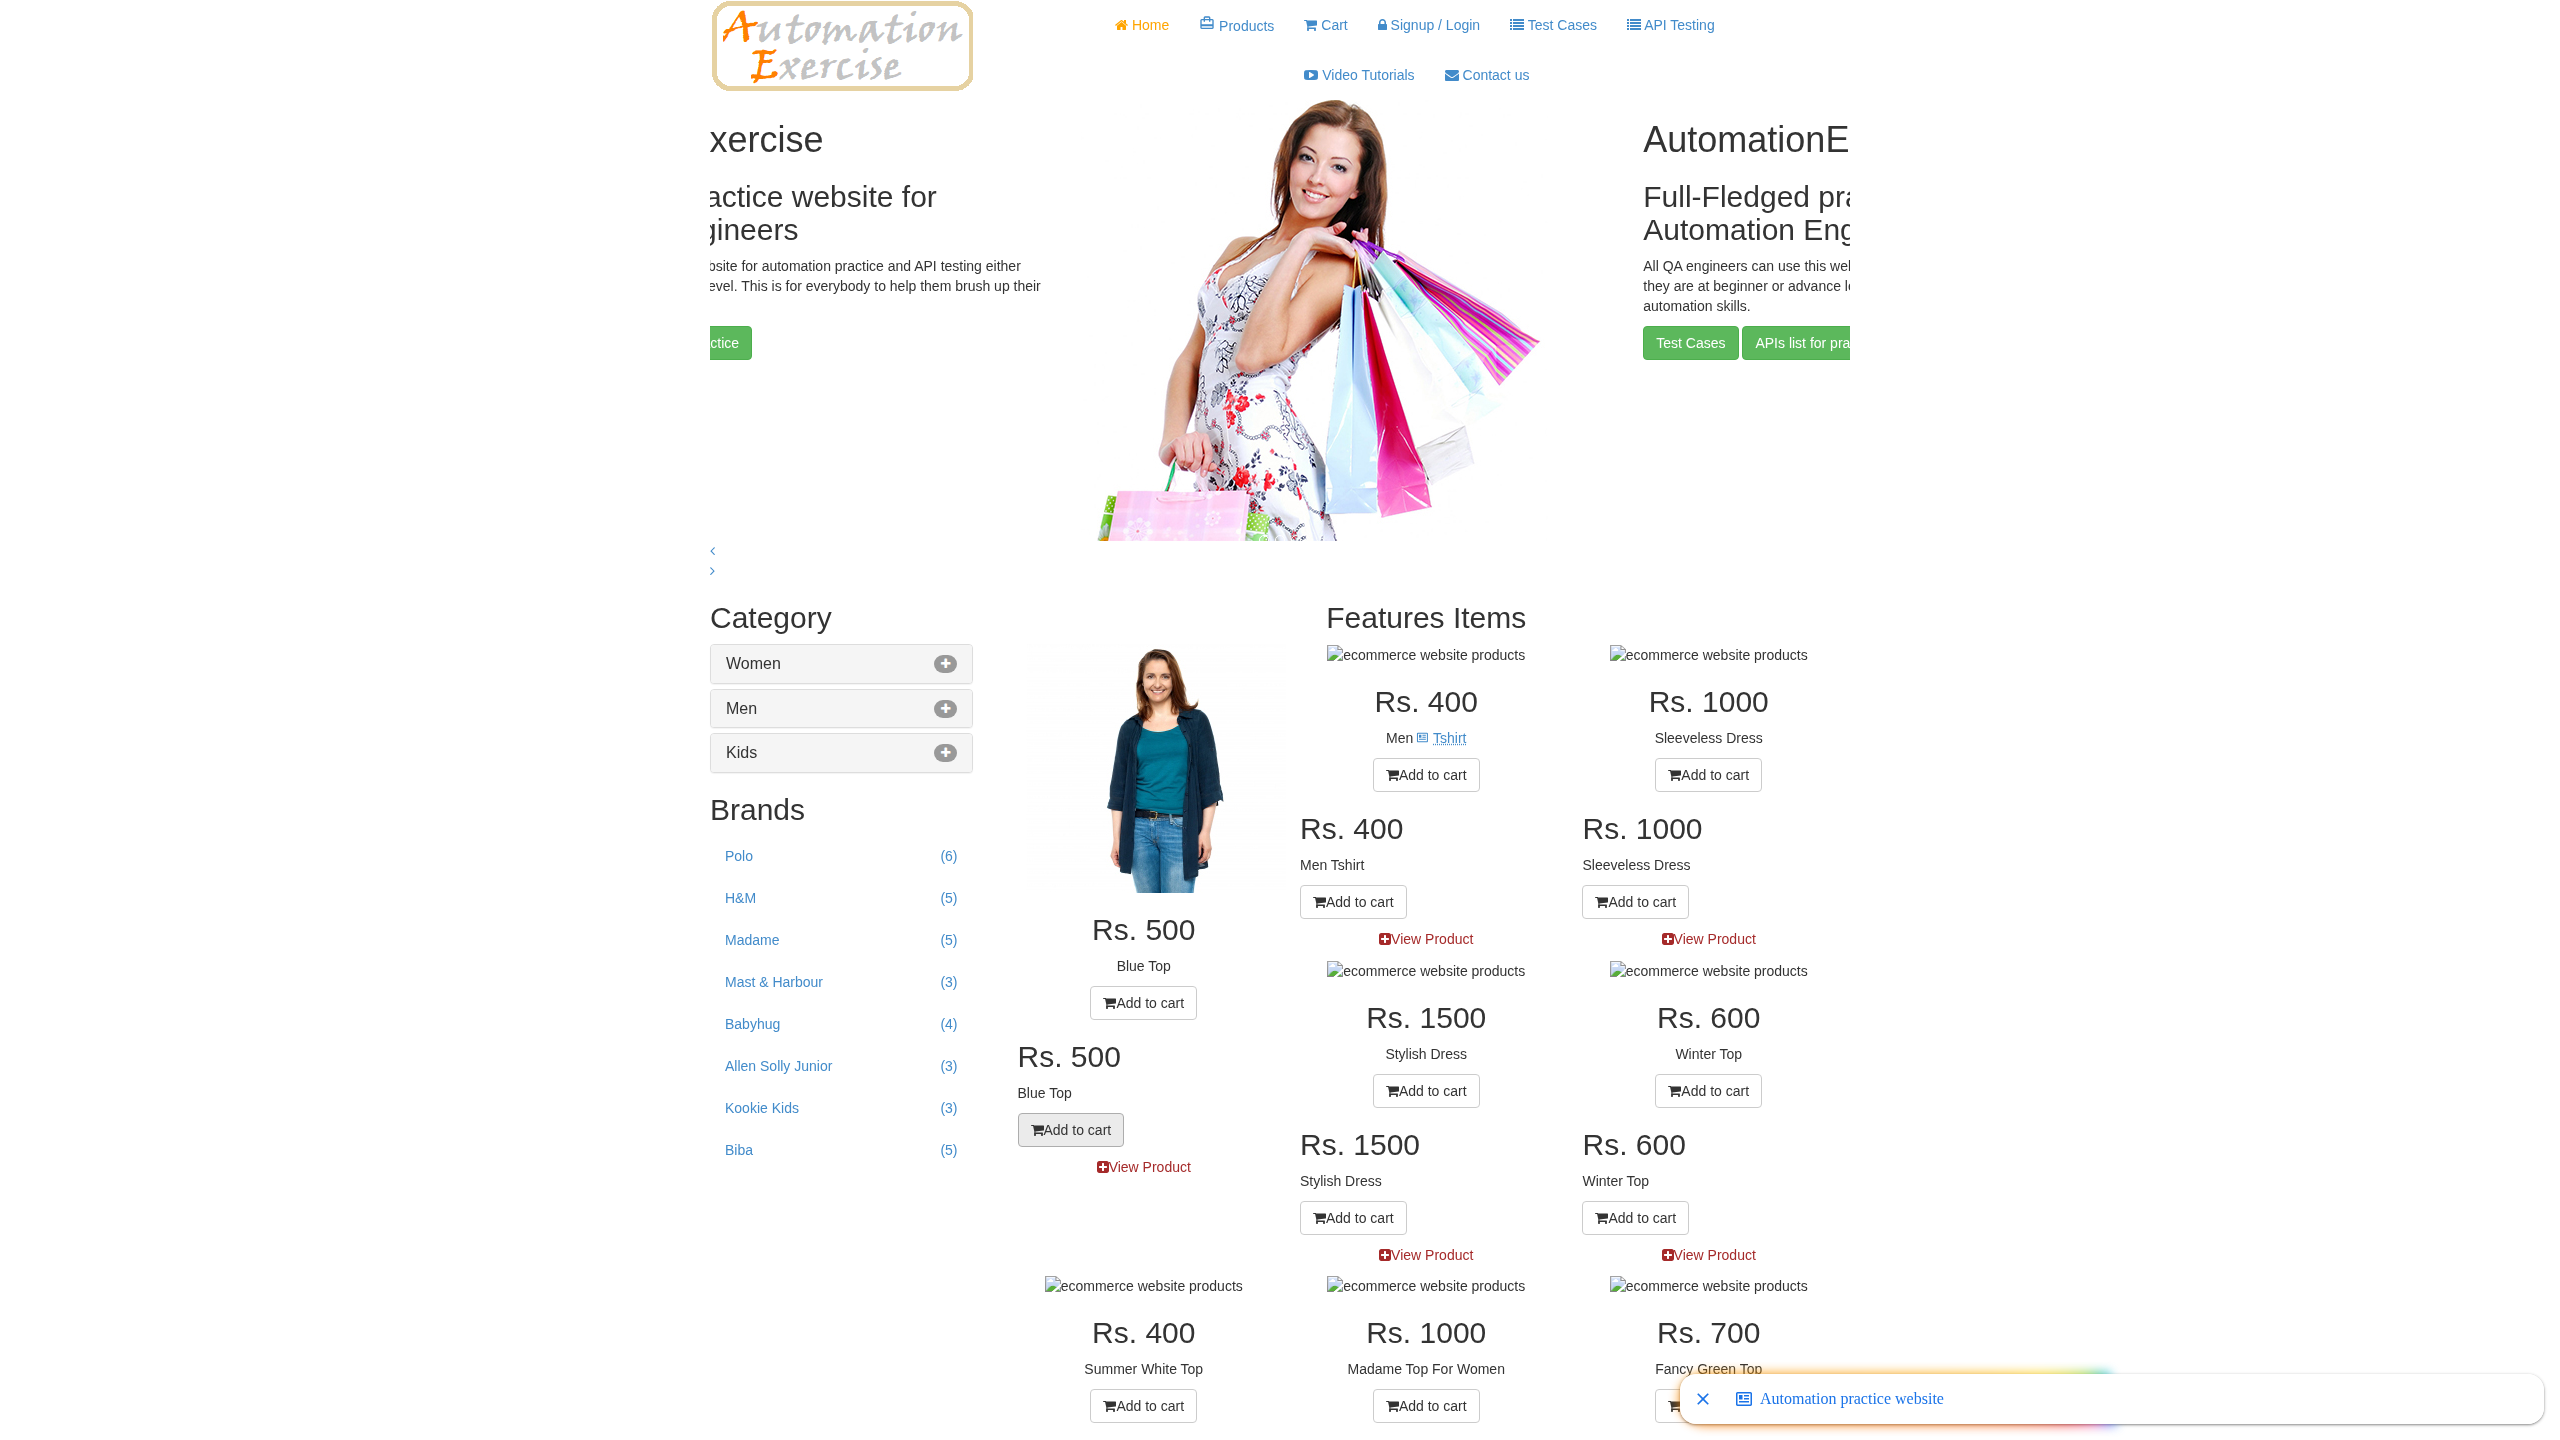 Automation
Exercise
Home
Products
Cart
Signup / Login
Test Cases
API Testing
Video Tutorials
Contact us
xercise
actice website for
gineers
bsite for automation practice and API testing either
evel. This is for everybody to help them brush up their
ctice
AutomationE
Full-Fledged pra
Automation Eng
All QA engineers can use this wel
they are at beginner or advance le
automation skills.
Test Cases
APIs list for pra
Category
Women
Men
Kids
Brands
Polo (6)
H&M (5)
Madame (5)
Mast & Harbour (3)
Babyhug (4)
Allen Solly Junior (3)
Kookie Kids (3)
Biba (5)
Features Items
Rs. 500
Blue Top
Add to cart
Rs. 500
Blue Top
Add to cart
View Product
ecommerce website products
Rs. 400
Men Tshirt
Add to cart
Rs. 400
Men Tshirt
Add to cart
View Product
ecommerce website products
Rs. 1000
Sleeveless Dress
Add to cart
Rs. 1000
Sleeveless Dress
Add to cart
View Product
ecommerce website products
Rs. 1500
Stylish Dress
Add to cart
Rs. 1500
Stylish Dress
Add to cart
View Product
ecommerce website products
Rs. 600
Winter Top
Add to cart
Rs. 600
Winter Top
Add to cart
View Product
ecommerce website products
Rs. 400
Summer White Top
Add to cart
ecommerce website products
Rs. 1000
Madame Top For Women
Add to cart
ecommerce website products
Rs. 700
Fancy Green Top
Automation practice website